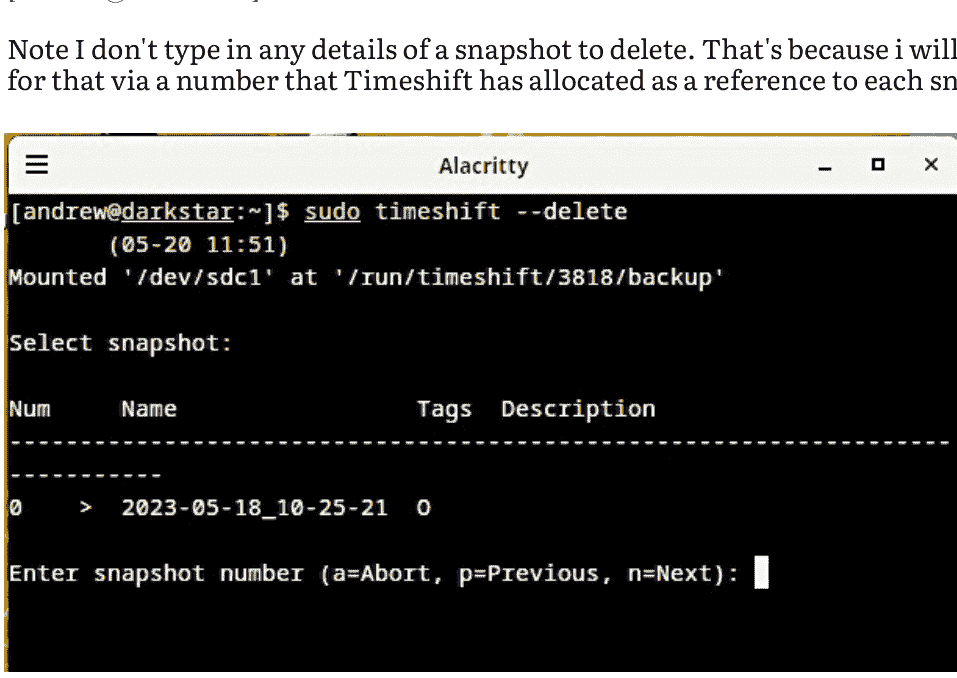 Note I don't type in any details of a snapshot to delete. That's because i will
for that via a number that Timeshift has allocated as a reference to each sn
Alacritty
[andrew@darkstar:~]$ sudo timeshift --delete
(05-20 11:51)
Mounted '/dev/sdc1' at '/run/timeshift/3818/backup'
Select snapshot:
Num Name Tags Description
-------------------------------------------------------------------
-----------
0 > 2023-05-18_10-25-21 O
Enter snapshot number (a=Abort, p=Previous, n=Next):